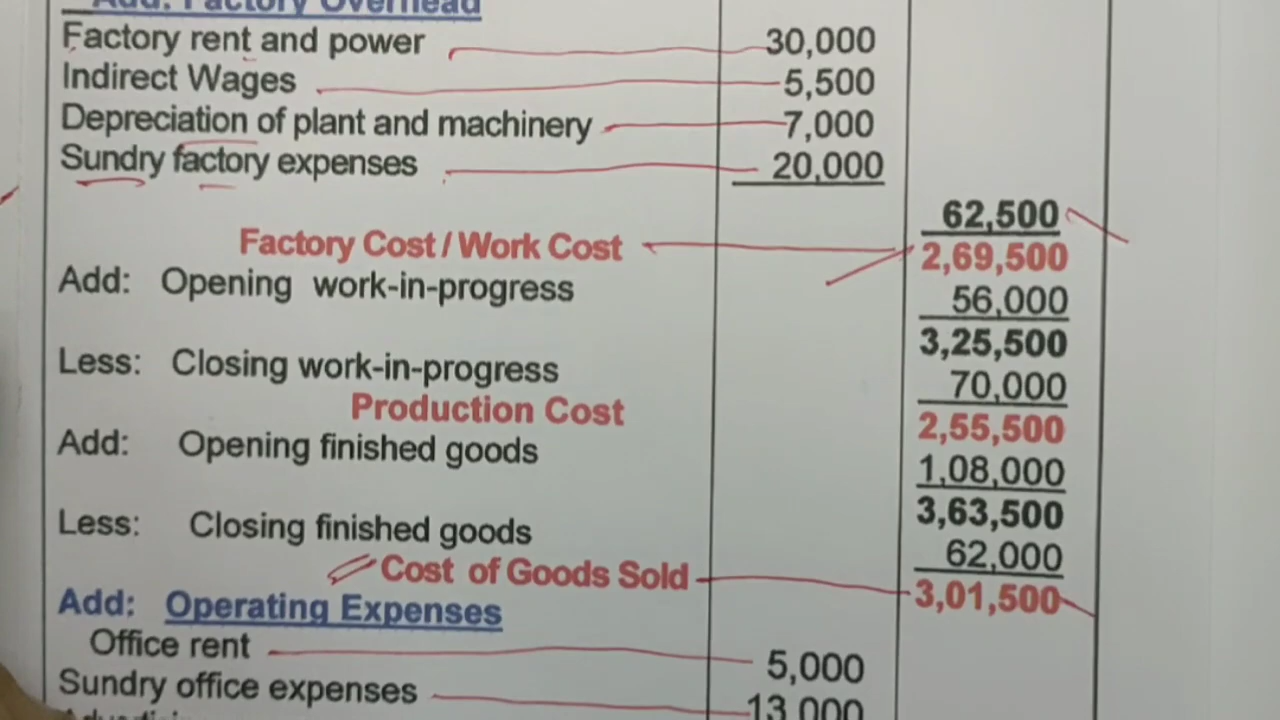 Add: Factory Overhead
Factory rent and power 30,000
Indirect Wages 5,500
Depreciation of plant and machinery 7,000
Sundry factory expenses 20,000
62,500
Factory Cost / Work Cost 2,69,500
Add: Opening work-in-progress 56,000
3,25,500
Less: Closing work-in-progress 70,000
Production Cost 2,55,500
Add: Opening finished goods 1,08,000
3,63,500
Less: Closing finished goods 62,000
Cost of Goods Sold 3,01,500
Add: Operating Expenses
Office rent 5,000
Sundry office expenses 13,000